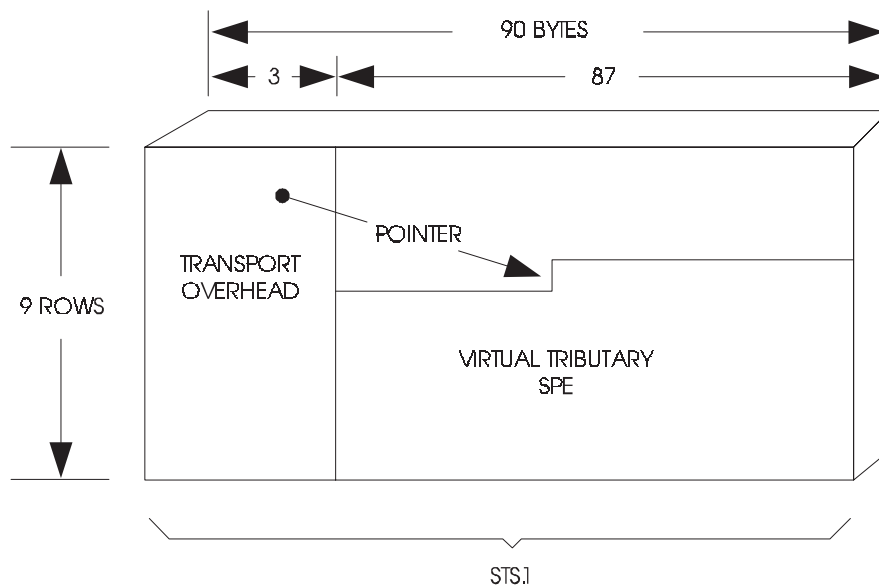 90 BYTES
3
87
POINTER
TRANSPORT
OVERHEAD
9 ROWS
VIRTUAL TRIBUTARY
SPE
STS.1